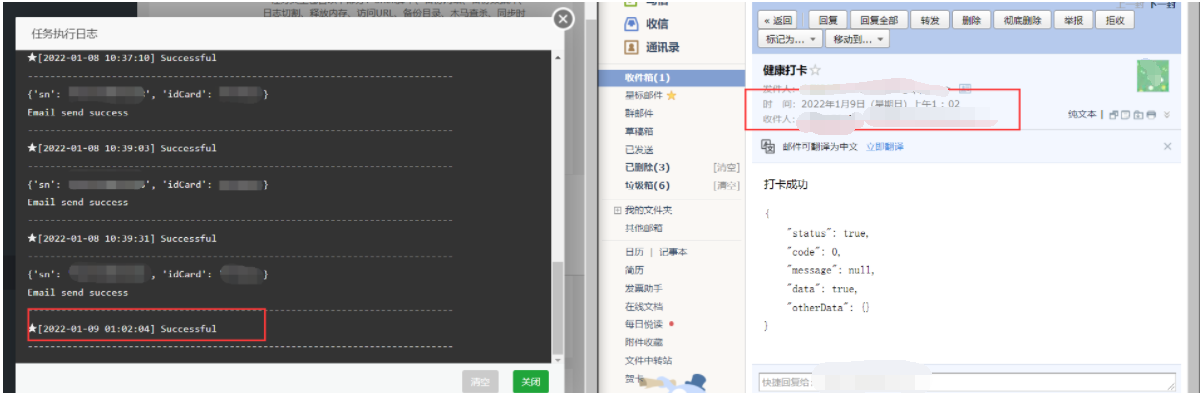 日志切割、释放内存、访问URL、备份目录、木马查杀、同步时
任务执行日志
★[2022-01-08 10:37:10] Successful
{'sn': ', 'idCard': }
Email send success
★[2022-01-08 10:39:03] Successful
{'sn': ', 'idCard': }
Email send success
★[2022-01-08 10:39:31] Successful
{'sn': , 'idCard': }
Email send success
★[2022-01-09 01:02:04] Successful
清空
关闭
收信
通讯录
收件箱(1)
星标邮件
群邮件
草稿箱
已发送
已删除(3) [清空]
垃圾箱(6) [清空]
我的文件夹
其他邮箱
日历 | 记事本
简历
发票助手
在线文档
每日悦读
附件收藏
文件中转站
贺卡
« 返回 回复 回复全部 转发 删除 彻底删除 举报 拒收
标记为... 移动到...
健康打卡☆
发件人:
时 间: 2022年1月9日 (星期日) 上午1:02
收件人:
纯文本 |
邮件可翻译为中文 立即翻译
打卡成功
{
"status": true,
"code": 0,
"message": null,
"data": true,
"otherData": {}
}
快捷回复给: